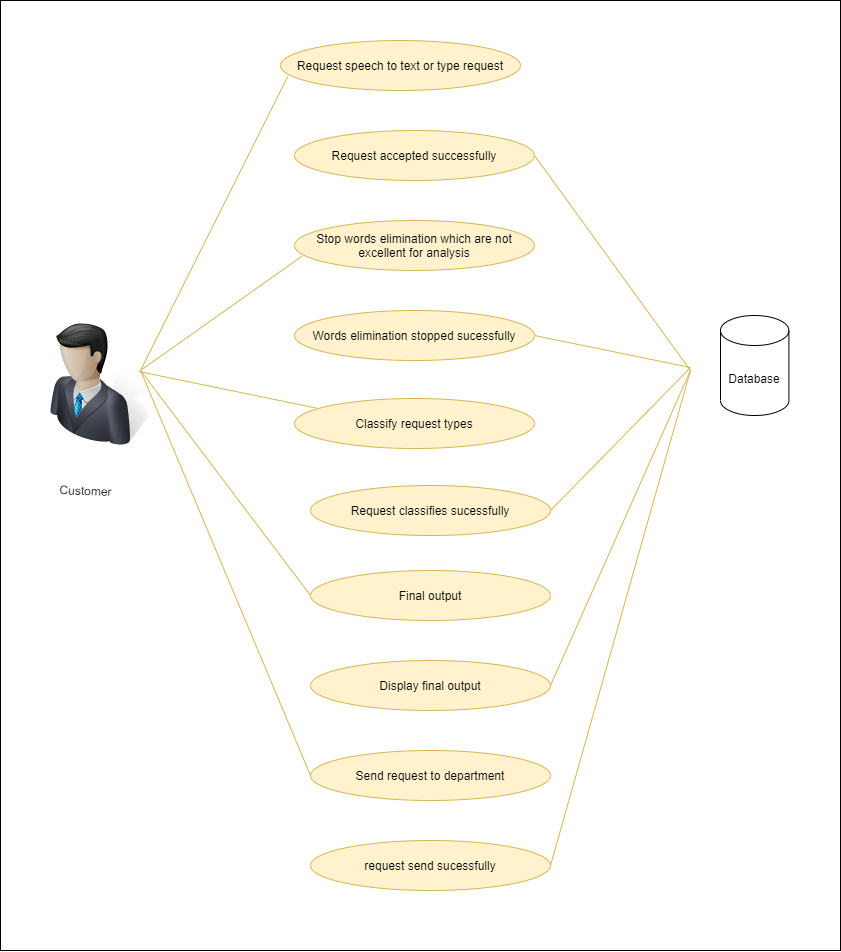 Request speech to text or type request
Request accepted successfully
Stop words elimination which are not
excellent for analysis
Words elimination stopped sucessfully
Classify request types
Request classifies sucessfully
Final output
Display final output
Send request to department
request send sucessfully
Customer
Database